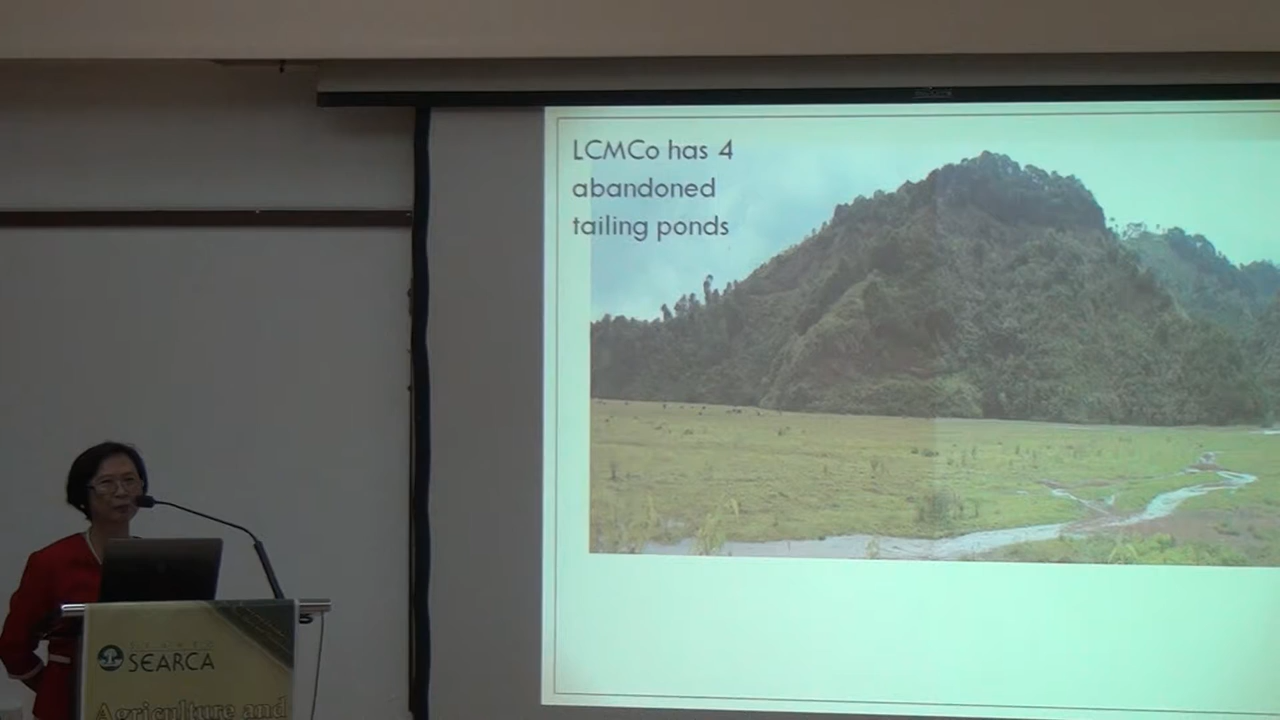 LCMCo has 4
abandoned
tailing ponds
SEARCA
Agriculture and